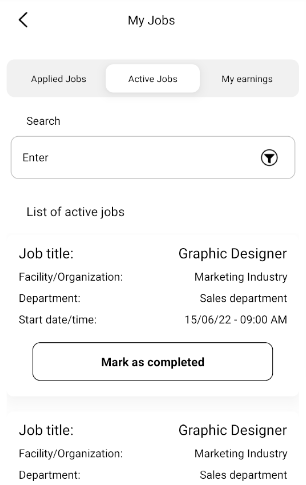 My Jobs
Applied Jobs Active Jobs My earnings
Search
Enter
List of active jobs
Job title: Graphic Designer
Facility/Organization: Marketing Industry
Department: Sales department
Start date/time: 15/06/22 - 09:00 AM
Mark as completed
Job title: Graphic Designer
Facility/Organization: Marketing Industry
Department: Sales department